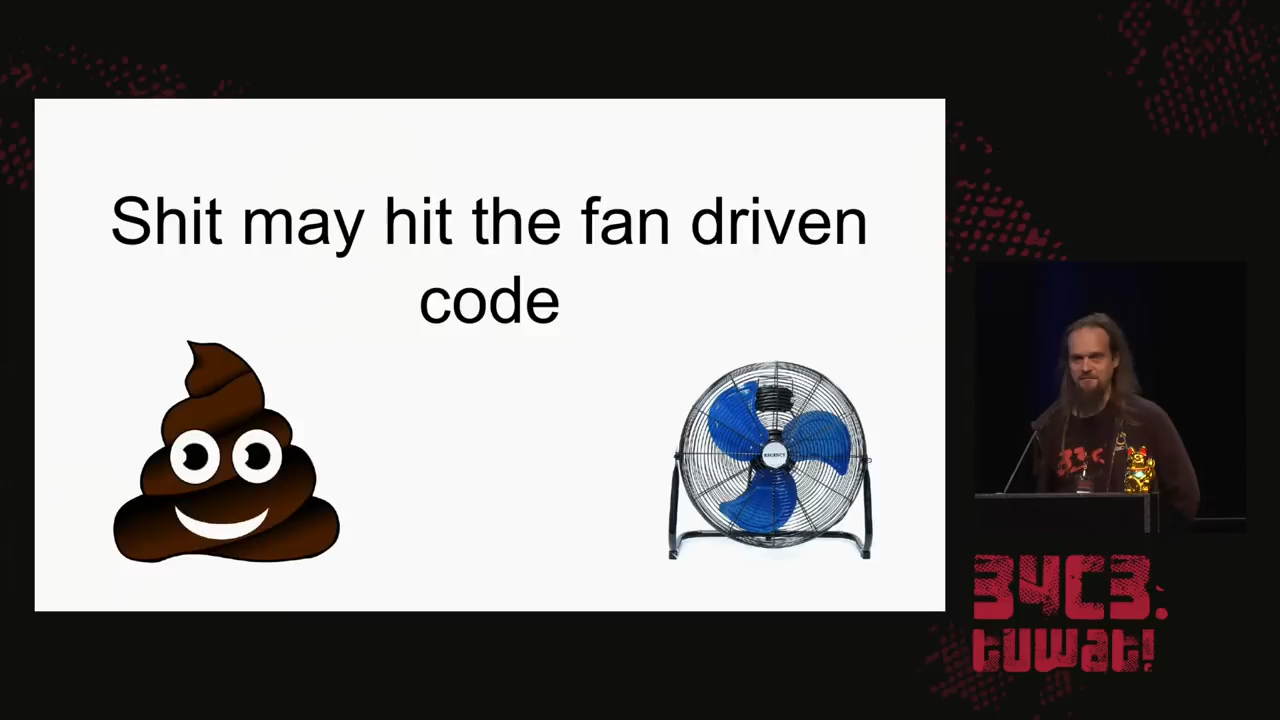 Shit may hit the fan driven
code
34C3.
tuwat!